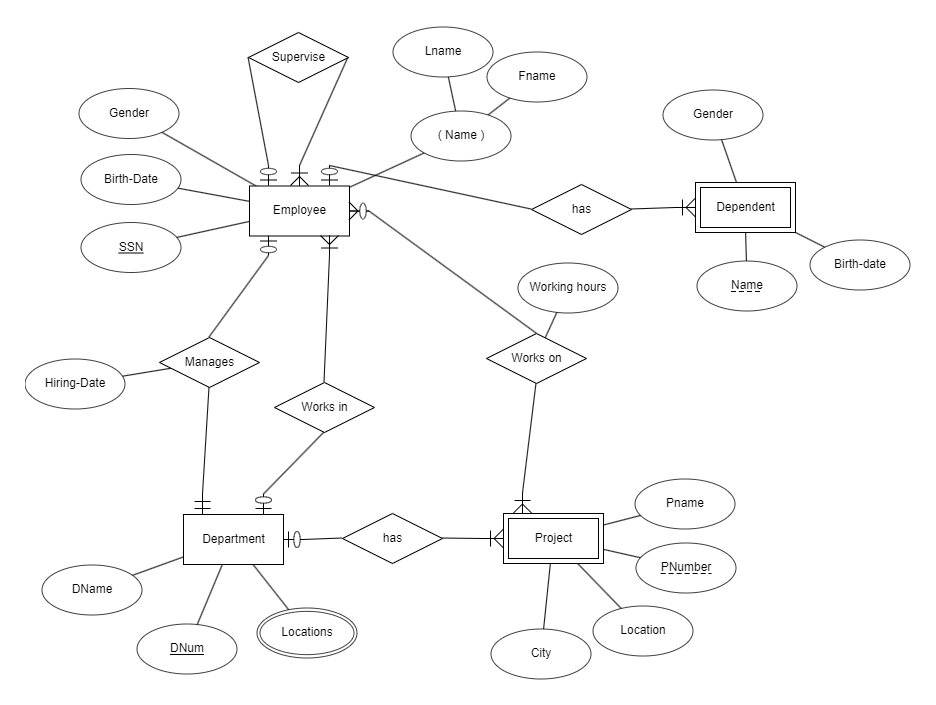 Supervise
Lname
Fname
Gender
( Name )
Gender
Birth-Date
Employee
has
Dependent
SSN
Birth-date
Name
Working hours
Manages
Works on
Hiring-Date
Works in
Pname
Department
has
Project
PNumber
DName
Locations
Location
DNum
City